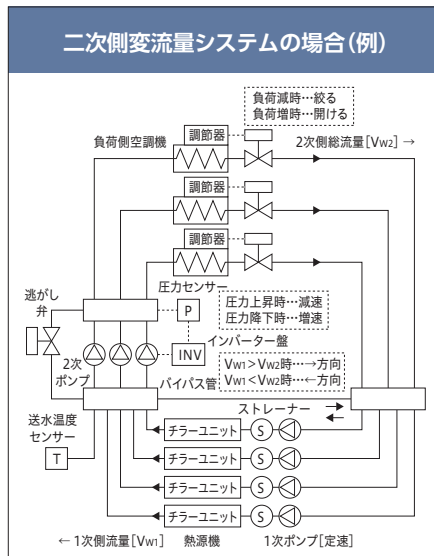 二次側変流量システムの場合(例)
負荷減時…絞る
負荷増時…開ける
調節器
負荷側空調機
2次側総流量[Vw2] →
調節器
調節器
圧力センサー
逃がし
弁
P
圧力上昇時…減速
圧力降下時…増速
INV
インバーター盤
2次
ポンプ
Vw1>Vw2時…→方向
Vw1<Vw2時…←方向
バイパス管
ストレーナー
送水温度
センサー
T
チラーユニット
S
チラーユニット
S
チラーユニット
S
チラーユニット
S
← 1次側流量[Vw1]
熱源機
1次ポンプ[定速]